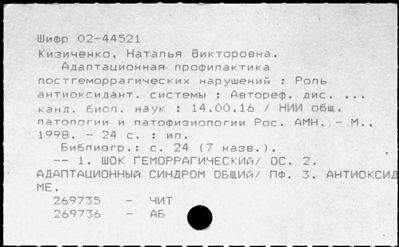 Шифр 02-44521
Кизиченко, Наталья Викторовна.
Адаптационная профилактика
постгеморрагических нарушений : Роль
антиоксидант. системы : Автореф. дис. ...
канд. биол. наук : 14.00.16 / НИИ общ.
патологии и патофизиологии Рос. АМН. - М.,
1998. - 24 с. : ил.
Библиогр.: с. 24 (7 назв.).
-- 1. ШОК ГЕМОРРАГИЧЕСКИЙ/ ОС. 2.
АДАПТАЦИОННЫЙ СИНДРОМ ОБЩИЙ/ ПФ. 3. АНТИОКСИД
МЕ.
269735 - ЧИТ
269736 - АБ